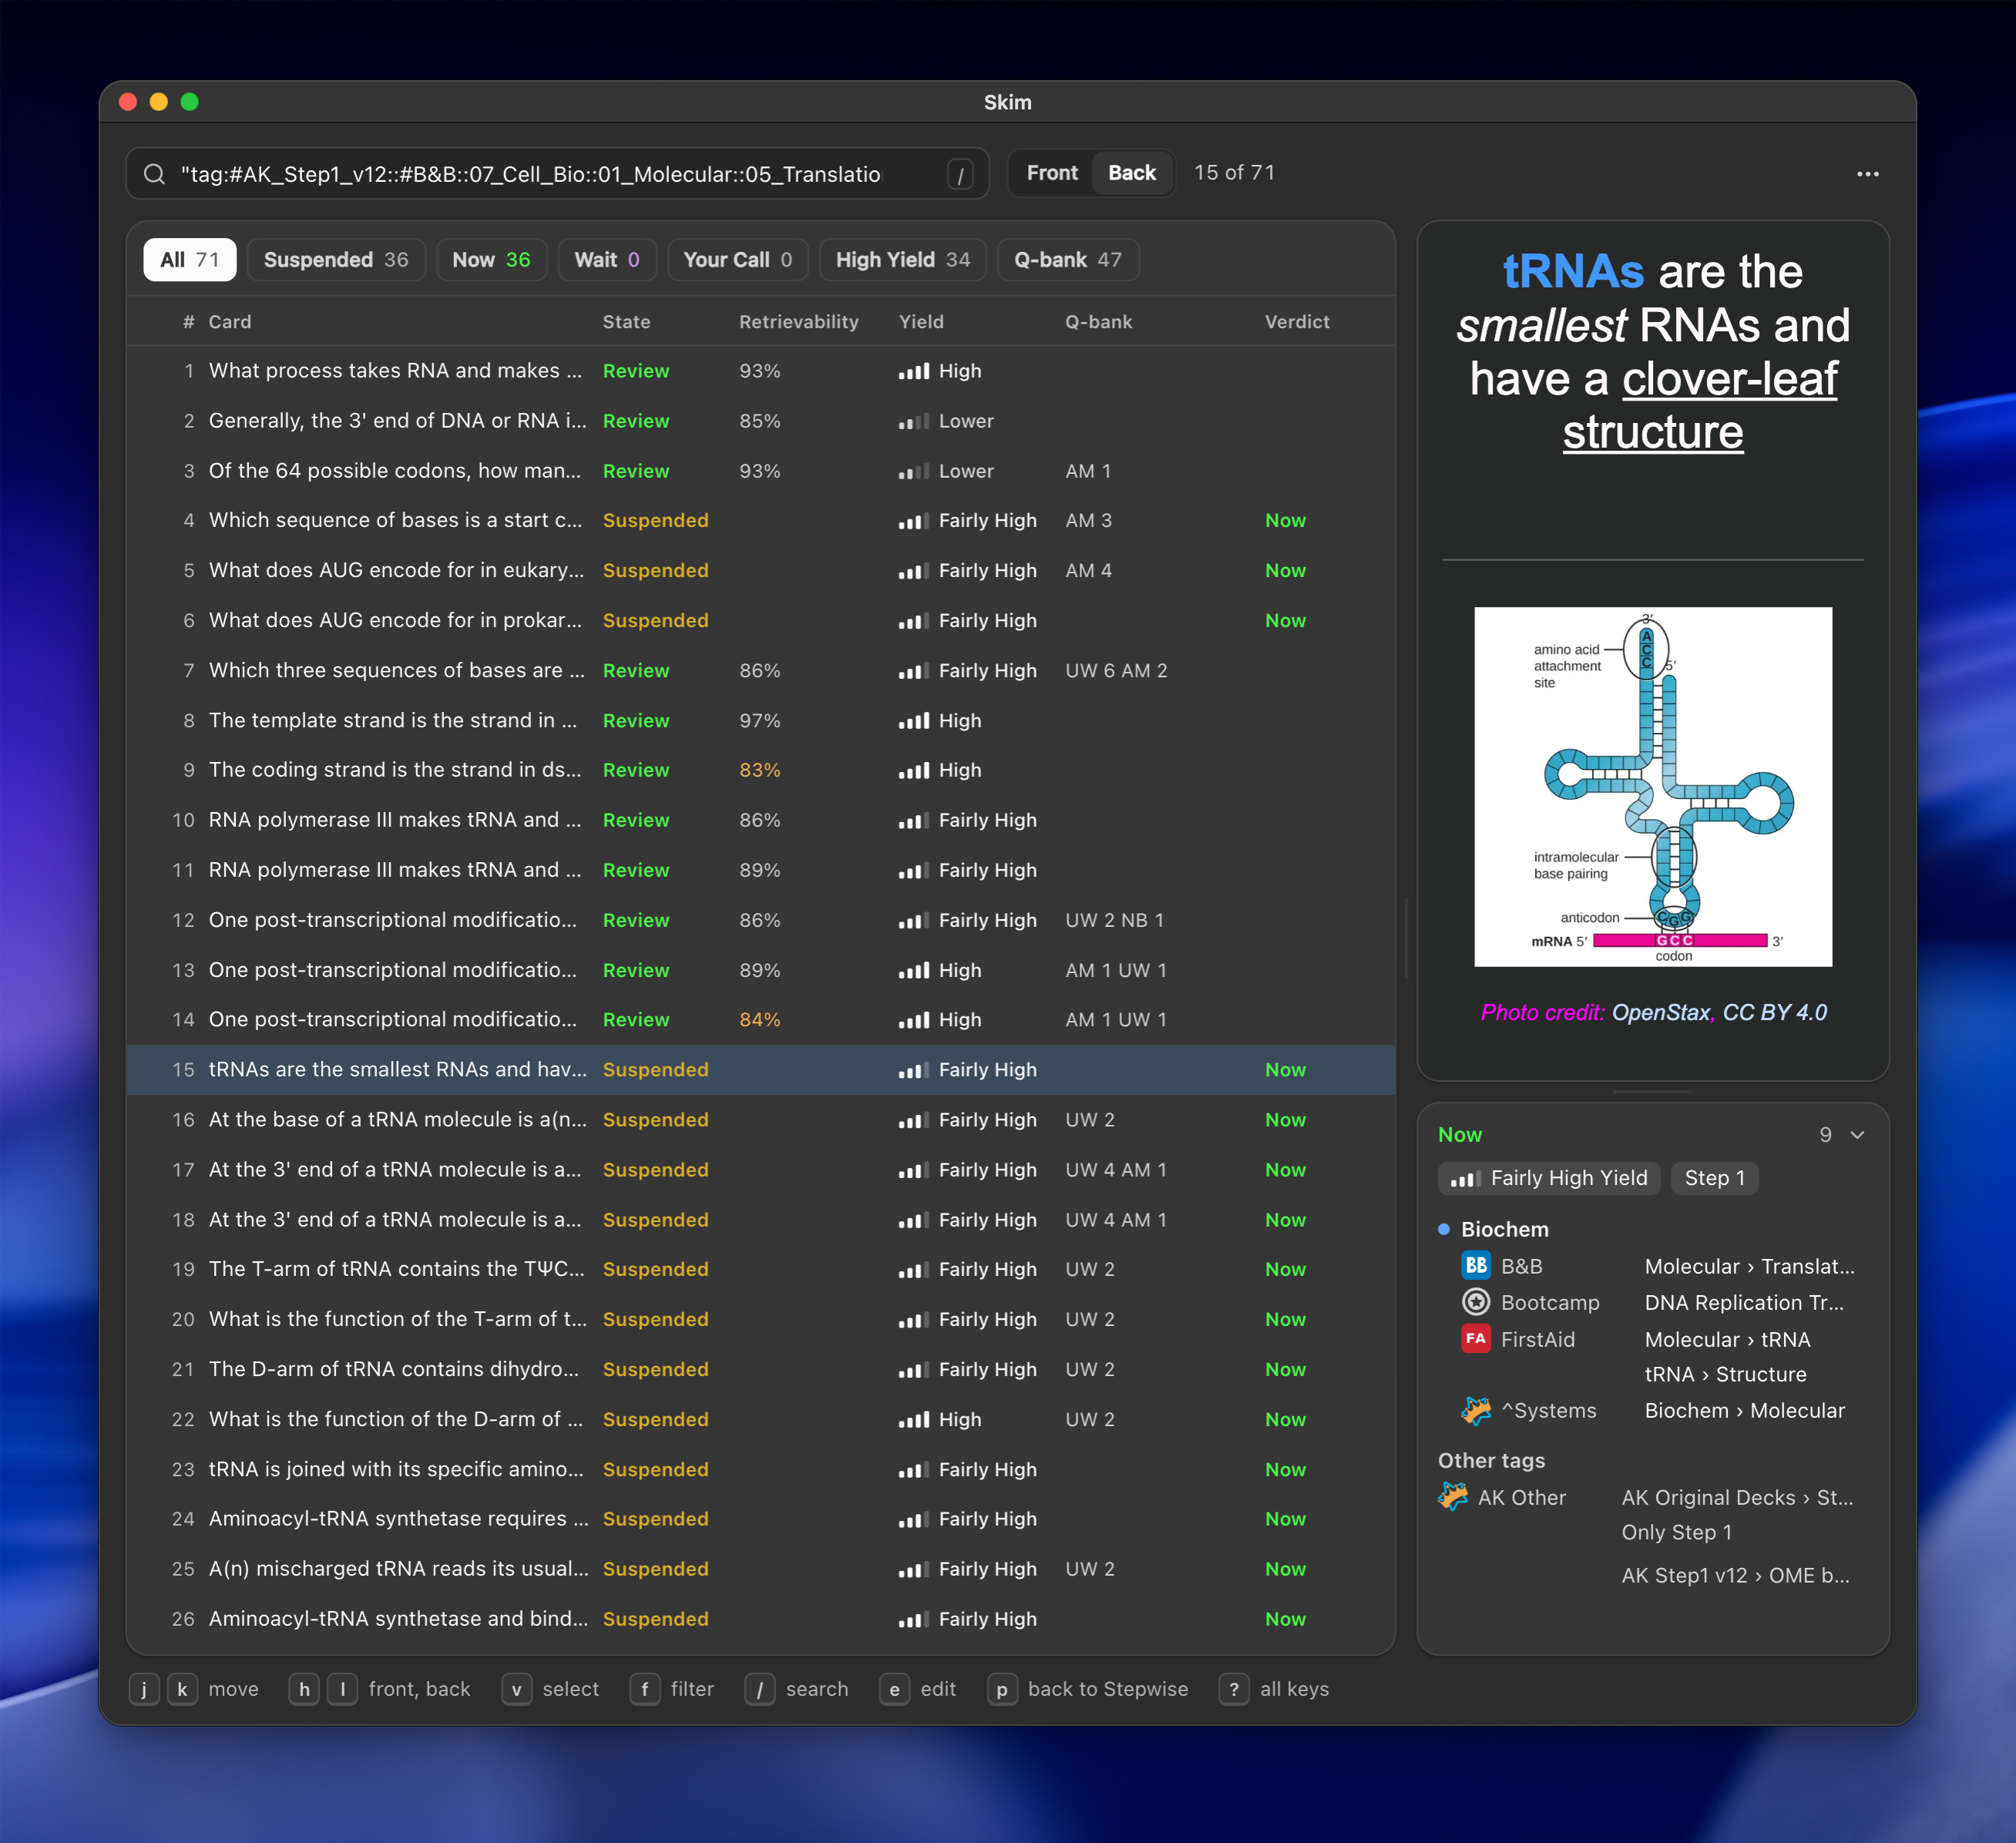 Skim
"tag:#AK_Step1_v12::#B&B::07_Cell_Bio::01_Molecular::05_Translatio
/
Front Back 15 of 71
All 71 Suspended 36 Now 36 Wait 0 Your Call 0 High Yield 34 Q-bank 47
# Card State Retrievability Yield Q-bank Verdict
1 What process takes RNA and makes ... Review 93% High
2 Generally, the 3' end of DNA or RNA i... Review 85% Lower
3 Of the 64 possible codons, how man... Review 93% Lower AM 1
4 Which sequence of bases is a start c... Suspended Fairly High AM 3 Now
5 What does AUG encode for in eukary... Suspended Fairly High AM 4 Now
6 What does AUG encode for in prokar... Suspended Fairly High Now
7 Which three sequences of bases are ... Review 86% Fairly High UW 6 AM 2
8 The template strand is the strand in ... Review 97% High
9 The coding strand is the strand in ds... Review 83% High
10 RNA polymerase III makes tRNA and ... Review 86% Fairly High
11 RNA polymerase III makes tRNA and ... Review 89% Fairly High
12 One post-transcriptional modificatio... Review 86% Fairly High UW 2 NB 1
13 One post-transcriptional modificatio... Review 89% High AM 1 UW 1
14 One post-transcriptional modificatio... Review 84% High AM 1 UW 1
15 tRNAs are the smallest RNAs and hav... Suspended Fairly High Now
16 At the base of a tRNA molecule is a(n... Suspended Fairly High UW 2 Now
17 At the 3' end of a tRNA molecule is a... Suspended Fairly High UW 4 AM 1 Now
18 At the 3' end of a tRNA molecule is a... Suspended Fairly High UW 4 AM 1 Now
19 The T-arm of tRNA contains the TΨC... Suspended Fairly High UW 2 Now
20 What is the function of the T-arm of t... Suspended Fairly High UW 2 Now
21 The D-arm of tRNA contains dihydro... Suspended Fairly High UW 2 Now
22 What is the function of the D-arm of ... Suspended High UW 2 Now
23 tRNA is joined with its specific amino... Suspended Fairly High Now
24 Aminoacyl-tRNA synthetase requires ... Suspended Fairly High Now
25 A(n) mischarged tRNA reads its usual... Suspended Fairly High UW 2 Now
26 Aminoacyl-tRNA synthetase and bind... Suspended Fairly High Now
tRNAs are the
smallest RNAs and
have a clover-leaf
structure
3'
A
C
C
5'
amino acid
attachment
site
intramolecular
base pairing
anticodon
CGG
mRNA 5' GCC 3'
codon
Photo credit: OpenStax, CC BY 4.0
Now 9
Fairly High Yield Step 1
Biochem
BB B&B Molecular › Translat...
Bootcamp DNA Replication Tr...
FA FirstAid Molecular › tRNA
tRNA › Structure
^Systems Biochem › Molecular
Other tags
AK Other AK Original Decks › St...
Only Step 1
AK Step1 v12 › OME b...
j k move h l front, back v select f filter / search e edit p back to Stepwise ? all keys